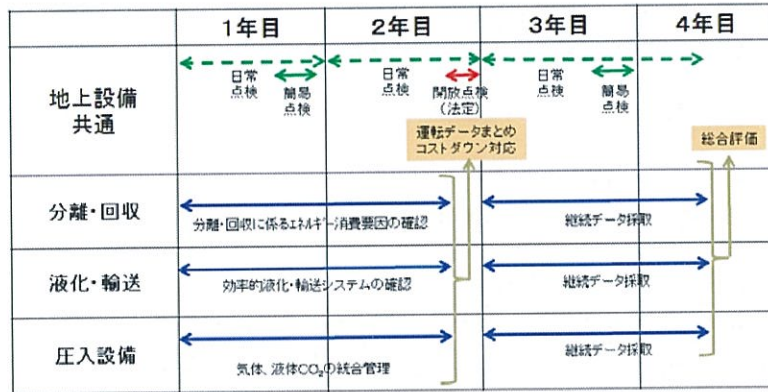 1年目 2年目 3年目 4年目
地上設備
共通
日常
点検
簡易
点検
日常
点検
開放点検
(法定)
日常
点検
簡易
点検
運転データまとめ
コストダウン対応
総合評価
分離・回収
分離・回収に係るエネルギー消費要因の確認
継続データ採取
液化・輸送
効率的液化・輸送システムの確認
継続データ採取
圧入設備
気体、液体CO₂の統合管理
継続データ採取